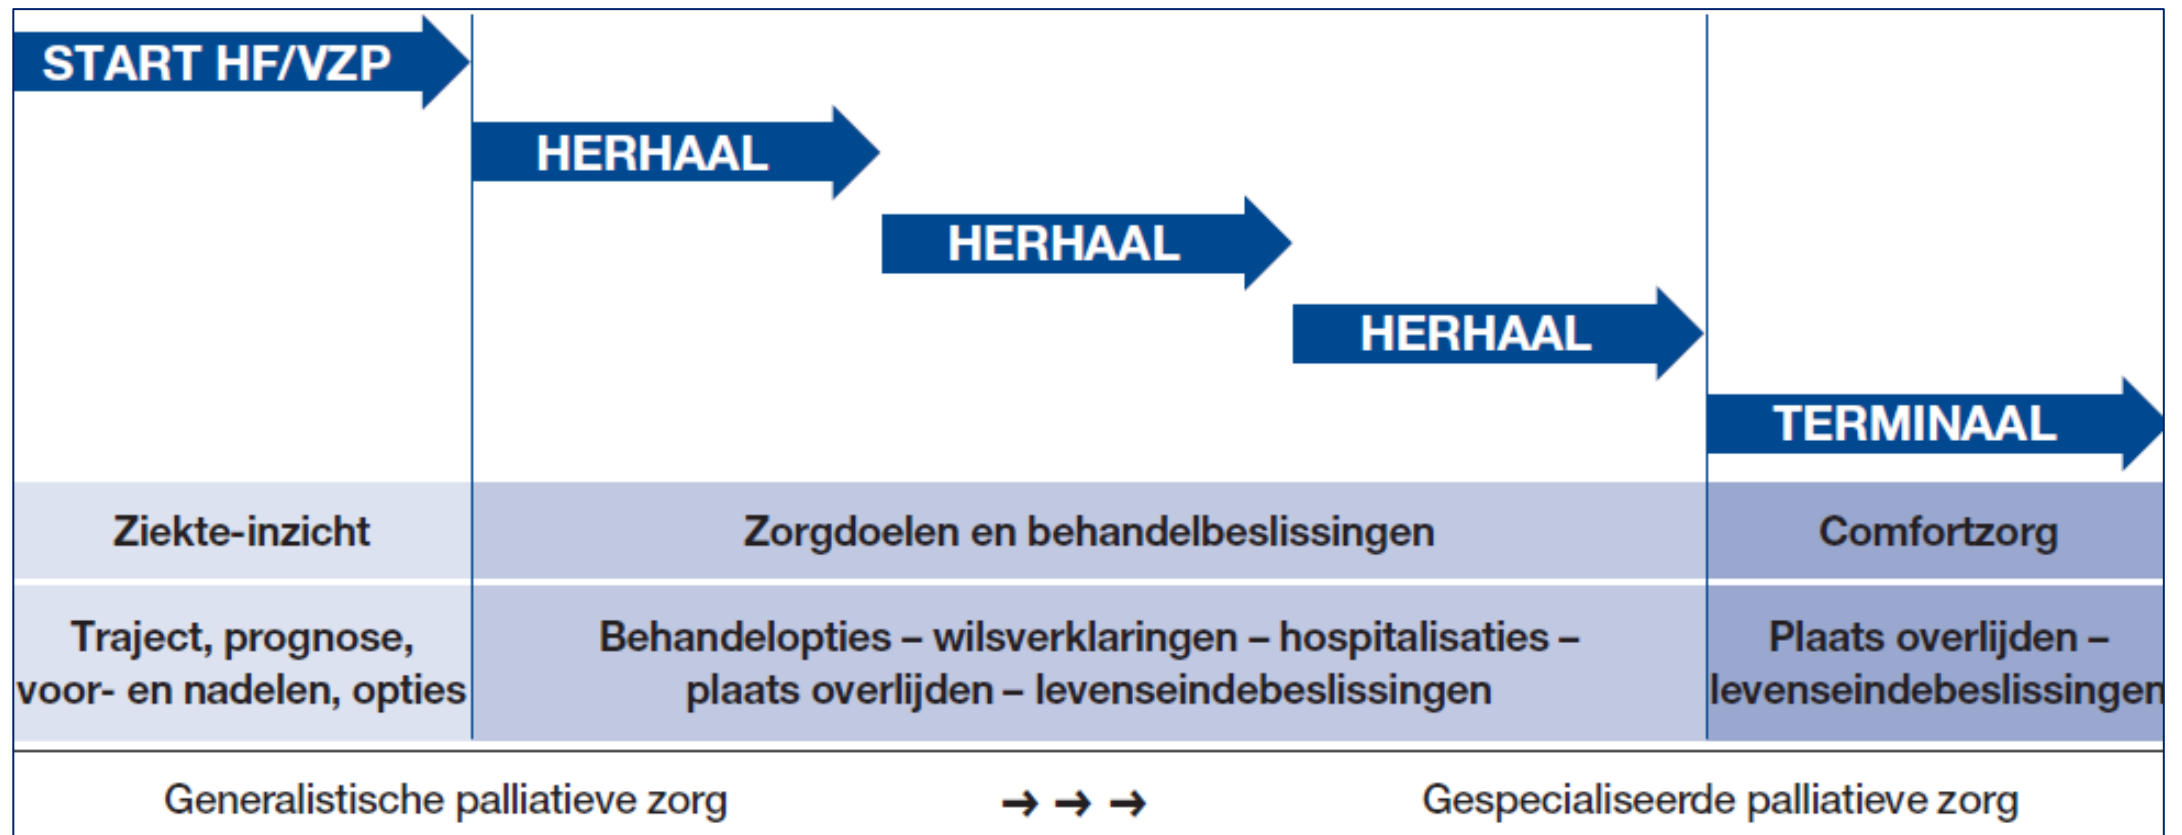 START HF/VZP
HERHAAL
HERHAAL
HERHAAL
TERMINAAL
Ziekte-inzicht
Zorgdoelen en behandelbeslissingen
Comfortzorg
Traject, prognose,
voor- en nadelen, opties
Behandelopties – wilsverklaringen – hospitalisaties –
plaats overlijden – levenseindebeslissingen
Plaats overlijden –
levenseindebeslissingen
Generalistische palliatieve zorg
→ → →
Gespecialiseerde palliatieve zorg